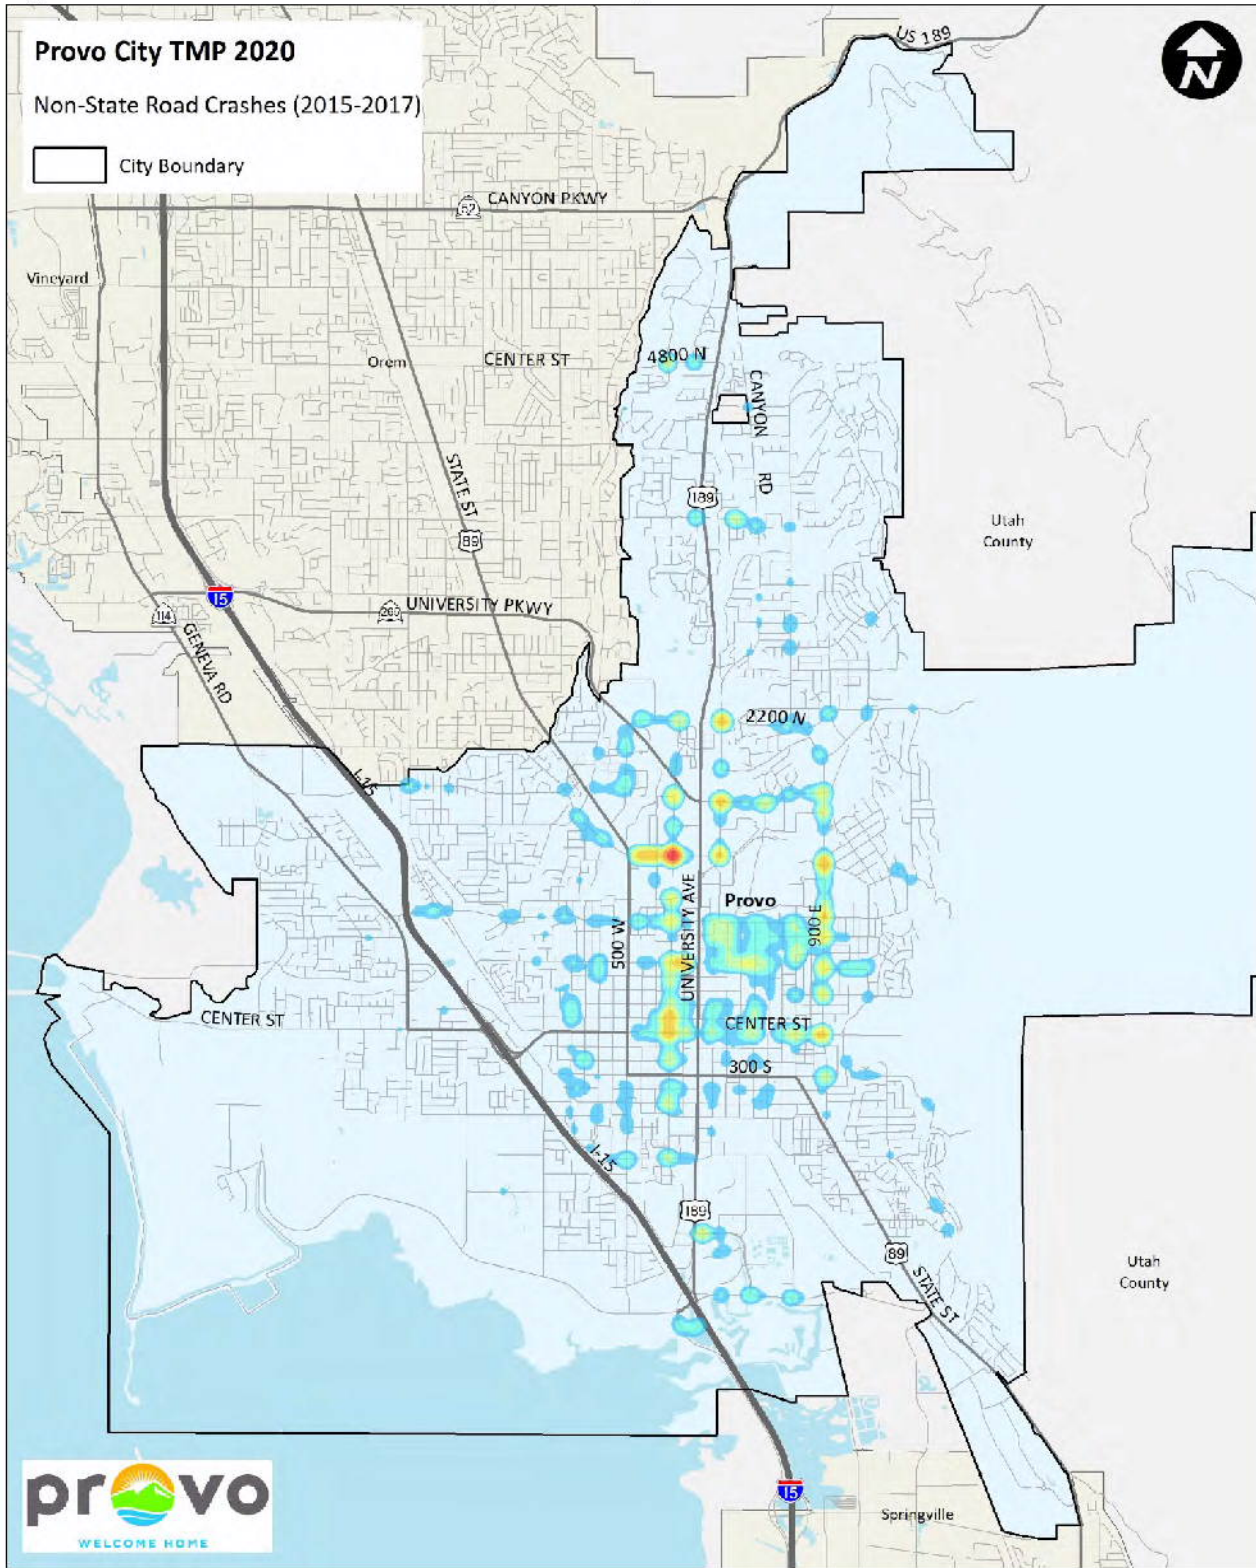 Provo City TMP 2020
Non-State Road Crashes (2015-2017)
City Boundary
N
US 189
CANYON PKWY
52
Vineyard
Orem
CENTER ST
4800 N
CANYON
RD
STATE ST
189
89
Utah
County
15
UNIVERSITY PKWY
114
GENEVA RD
2200 N
I-15
UNIVERSITY AVE
Provo
500 W
900 E
CENTER ST
CENTER ST
300 S
I-15
189
89
STATE ST
Utah
County
provo
WELCOME HOME
15
Springville